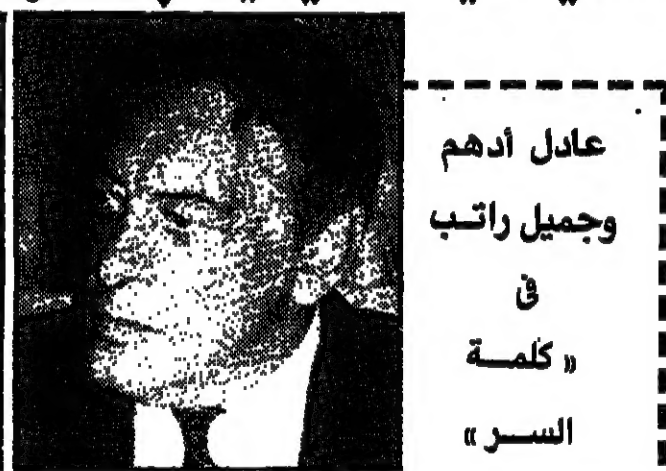 عادل أدهم
وجميل راتب
فى
« كلمة
السر »